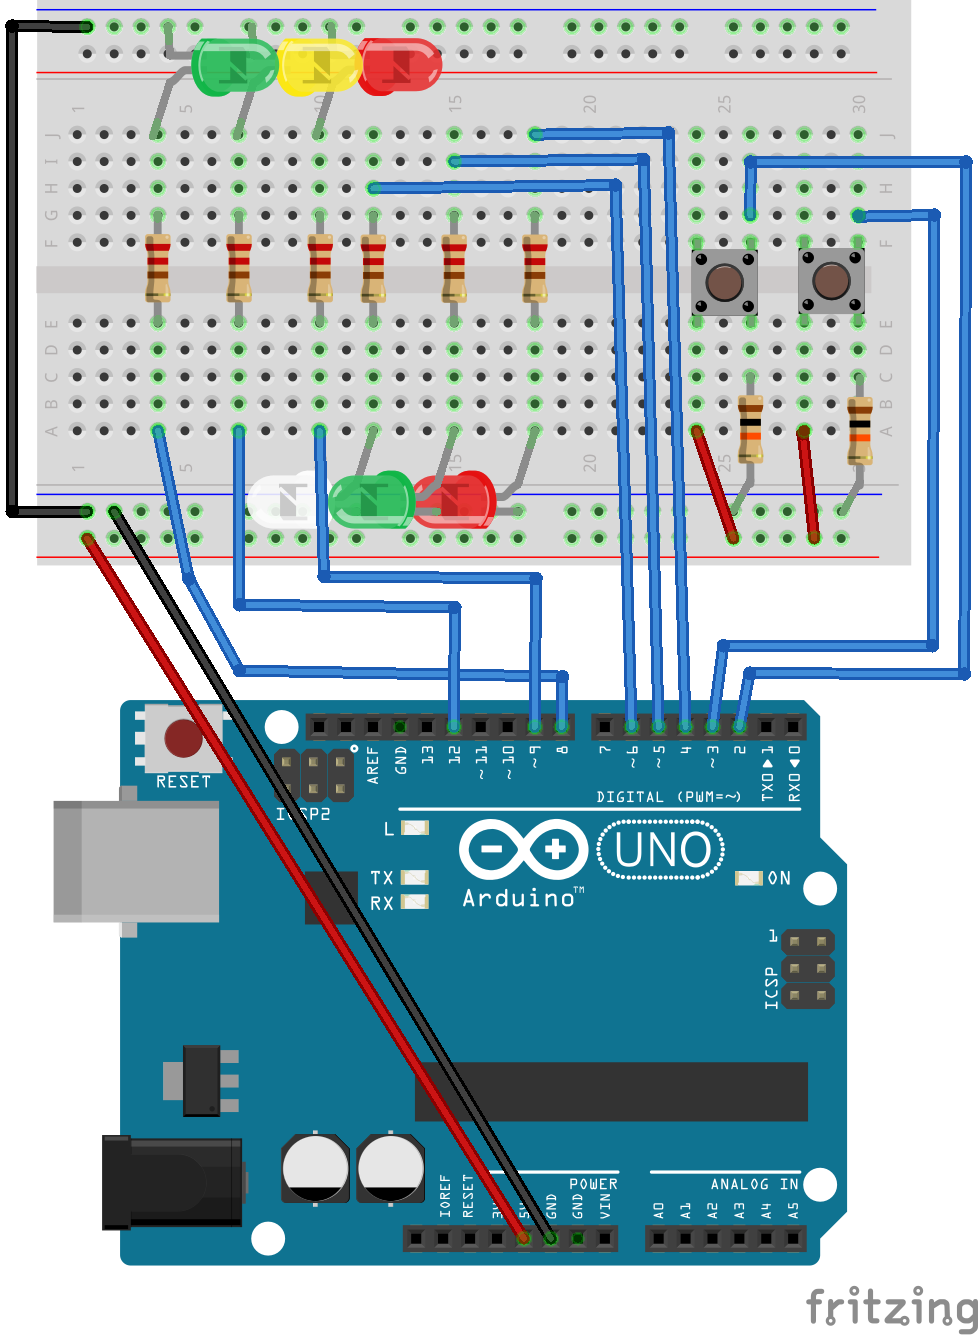 1 5 10 15 20 25 30
J J
I I
H H
G G
F F
E E
D D
C C
B B
A A
1 5 15 20 25
RESET
ICSP2
AREF GND 13 12 ~11 ~10 ~9 8 7 ~6 ~5 4 ~3 2 TX0▶1 RX0◀0
DIGITAL (PWM=~)
L
TX
RX
UNO
Arduino™
ON
1
ICSP
POWER
ANALOG IN
IOREF RESET 5V GND GND VIN A0 A1 A2 A3 A4 A5
fritzing